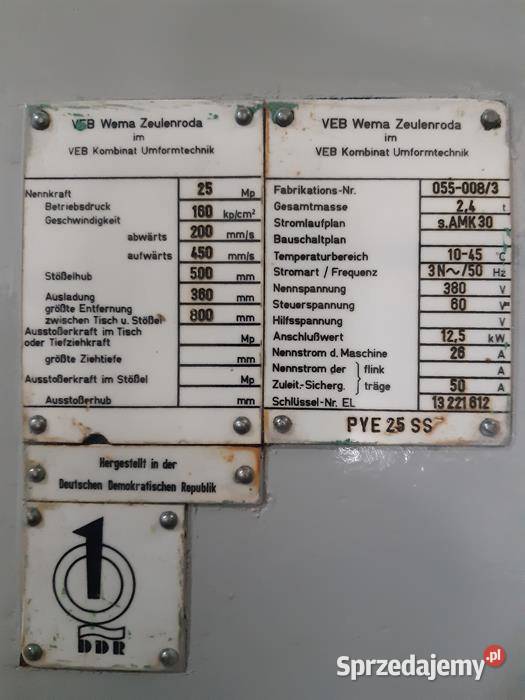 VEB Wema Zeulenroda
im
VEB Kombinat Umformtechnik
Nennkraft 25 Mp
Betriebsdruck 160 kp/cm²
Geschwindigkeit
abwärts 200 mm/s
aufwärts 450 mm/s
Stößelhub 500 mm
Ausladung 360 mm
größte Entfernung
zwischen Tisch u. Stößel 800 mm
Ausstoßerkraft im Tisch
oder Tiefziehkraft Mp
größte Ziehtiefe mm
Ausstoßerkraft im Stößel Mp
Ausstoßerhub mm
VEB Wema Zeulenroda
im
VEB Kombinat Umformtechnik
Fabrikations-Nr. 055-008/3
Gesamtmasse 2,4 t
Stromlaufplan s.AMK30
Bauschaltplan
Temperaturbereich 10-45 °C
Stromart / Frequenz 3N~/50 Hz
Nennspannung 380 V
Steuerspannung 60 V
Hilfsspannung V
Anschlußwert 12,5 kW
Nennstrom d. Maschine 26 A
Nennstrom der flink A
Zuleit.-Sicherg. träge 50 A
Schlüssel-Nr. EL 13 221 612
PYE 25 SS
Hergestellt in der
Deutschen Demokratischen Republik
1
DDR
Sprzedajemy.pl